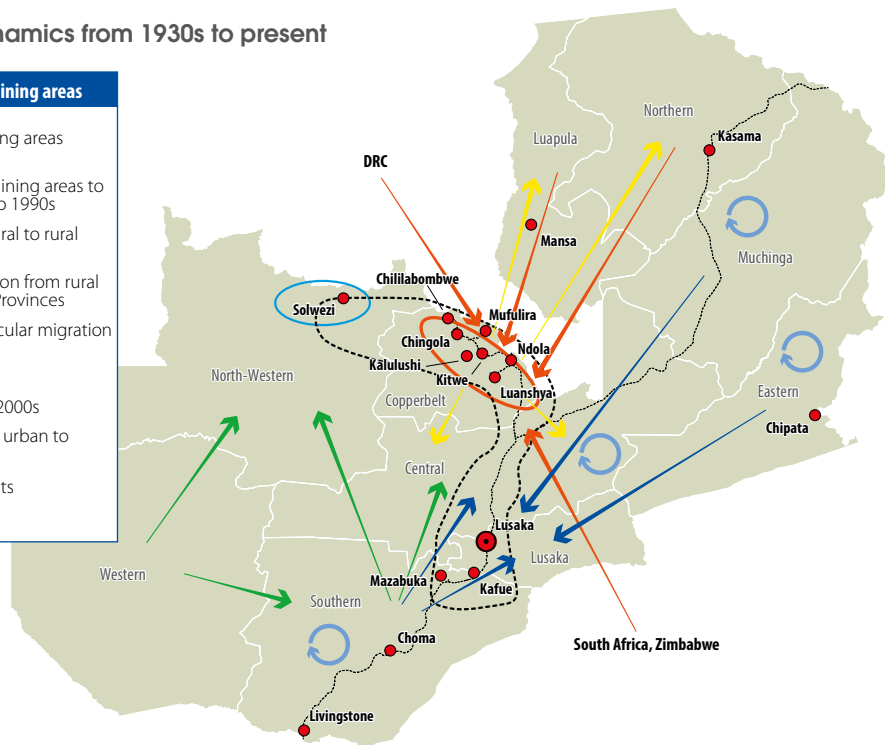 namics from 1930s to present
ining areas
ng areas
ining areas to
o 1990s
ral to rural
on from rural
Provinces
cular migration
2000s
urban to
ts
DRC
Luapula
Northern
Kasama
Mansa
Muchinga
Chililabombwe
Solwezi
Mufulira
Chingola
Ndola
Kālulushi
Kitwe
Luanshya
North-Western
Copperbelt
Eastern
Chipata
Central
Lusaka
Lusaka
Western
Mazabuka
Kafue
Southern
Choma
South Africa, Zimbabwe
Livingstone